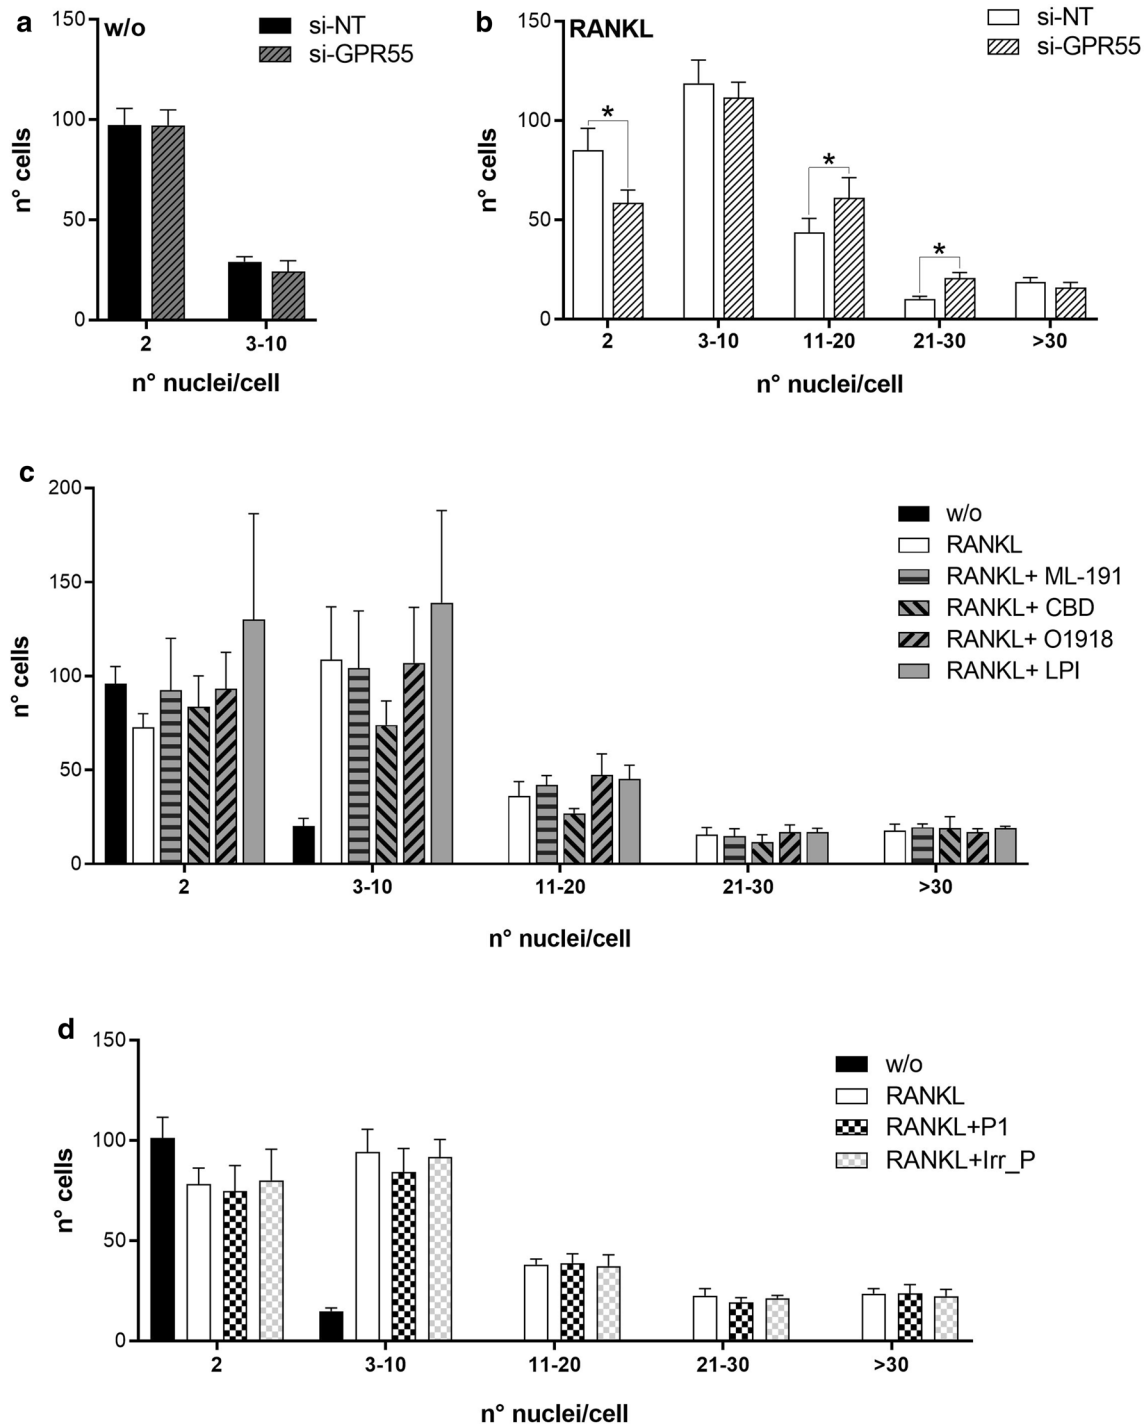 a
w/o
si-NT
si-GPR55
150
100
50
0
n° cells
2 3-10
n° nuclei/cell
b
RANKL
si-NT
si-GPR55
150
100
50
0
n° cells
* * *
2 3-10 11-20 21-30 >30
n° nuclei/cell
c
200
150
100
50
0
n° cells
w/o
RANKL
RANKL+ ML-191
RANKL+ CBD
RANKL+ O1918
RANKL+ LPI
2 3-10 11-20 21-30 >30
n° nuclei/cell
d
150
100
50
0
n° cells
w/o
RANKL
RANKL+P1
RANKL+Irr_P
2 3-10 11-20 21-30 >30
n° nuclei/cell